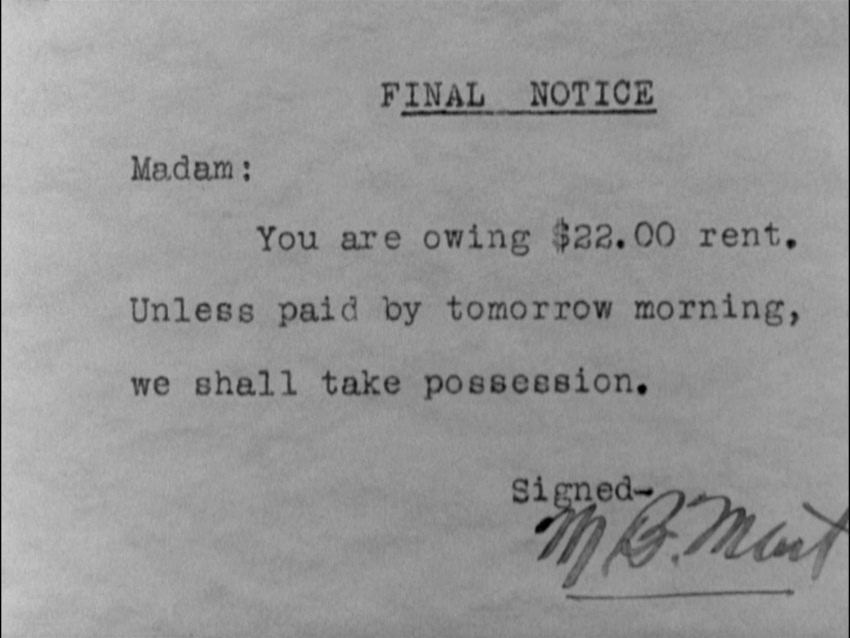 FINAL NOTICE
Madam:
You are owing $22.00 rent.
Unless paid by tomorrow morning,
we shall take possession.
Signed-
M B. Mart